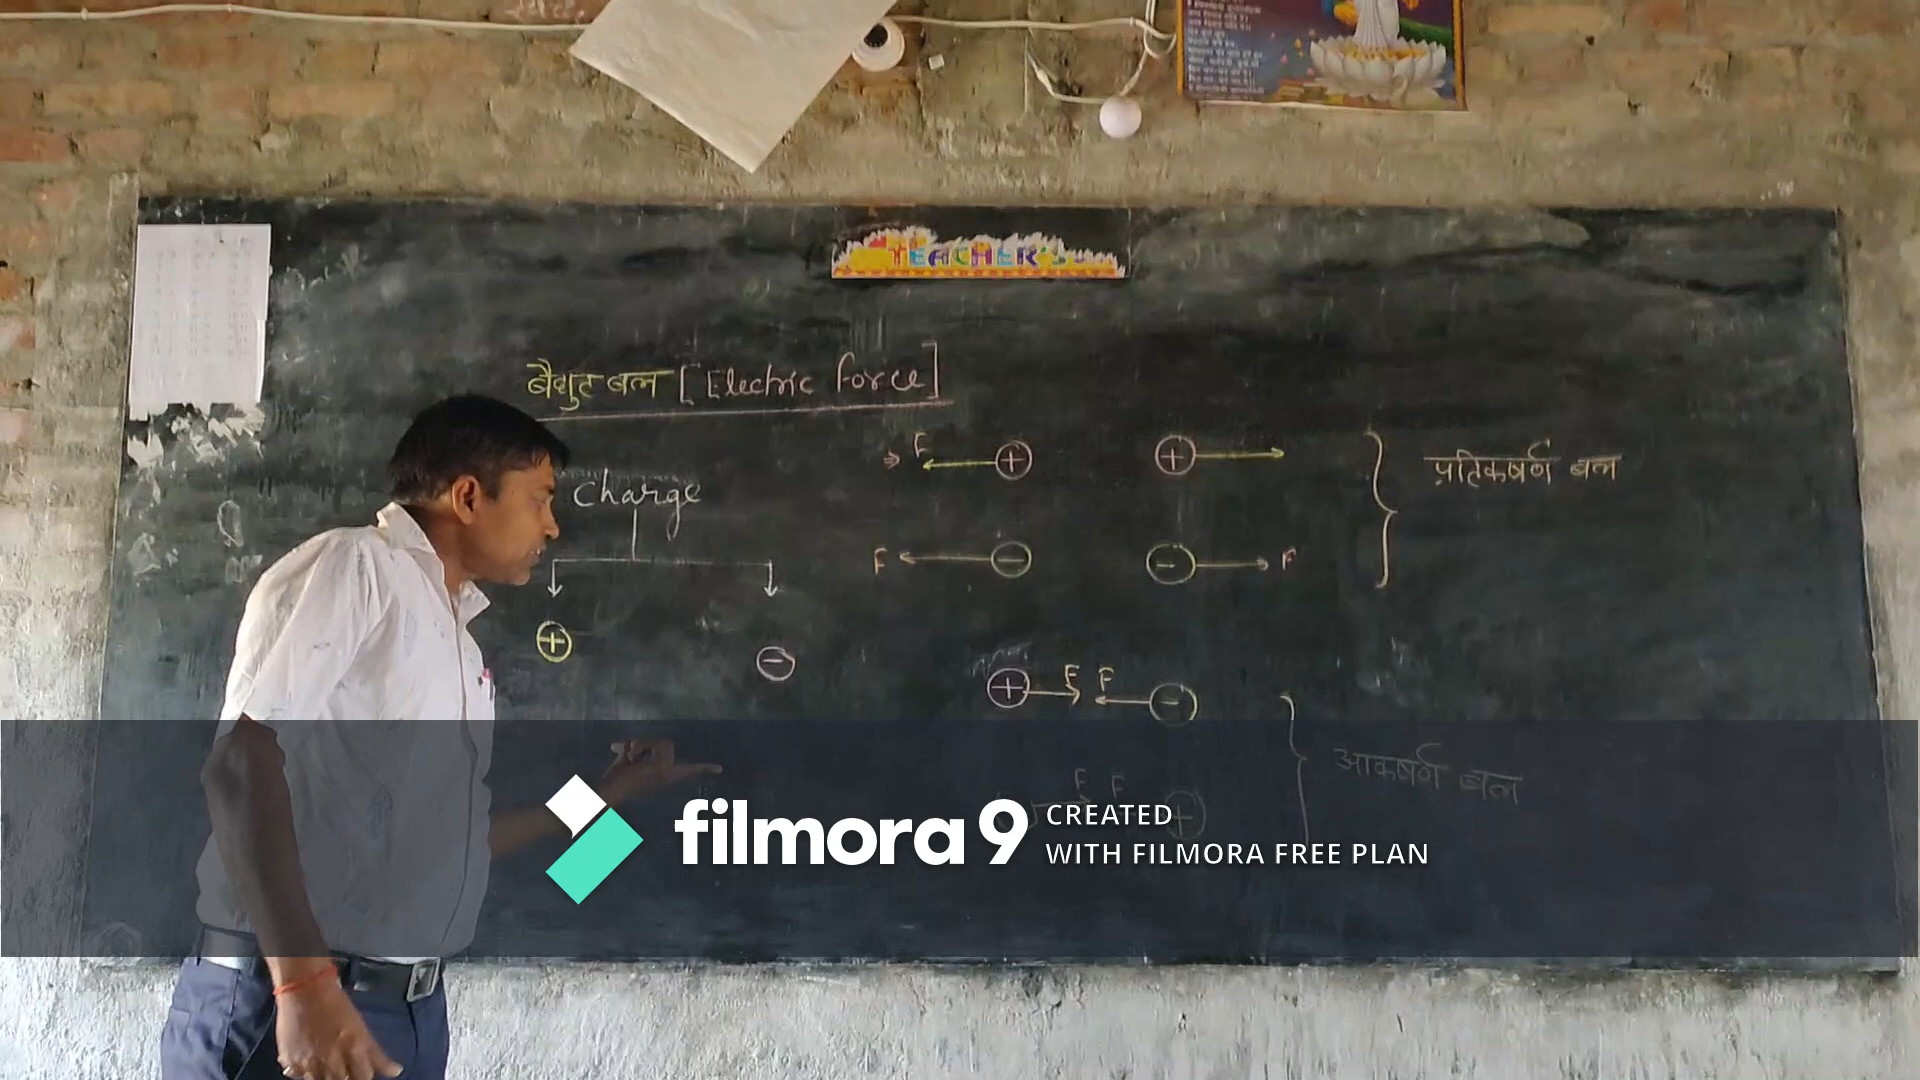 TEACHER'S
बैधुत बल [Electric force]
Charge
+
-
⇒ F ← + + →
F ← - - → F
प्रतिकर्षण बल
+ → F F ← -
F F +
आकर्षण बल
filmora 9
CREATED
WITH FILMORA FREE PLAN